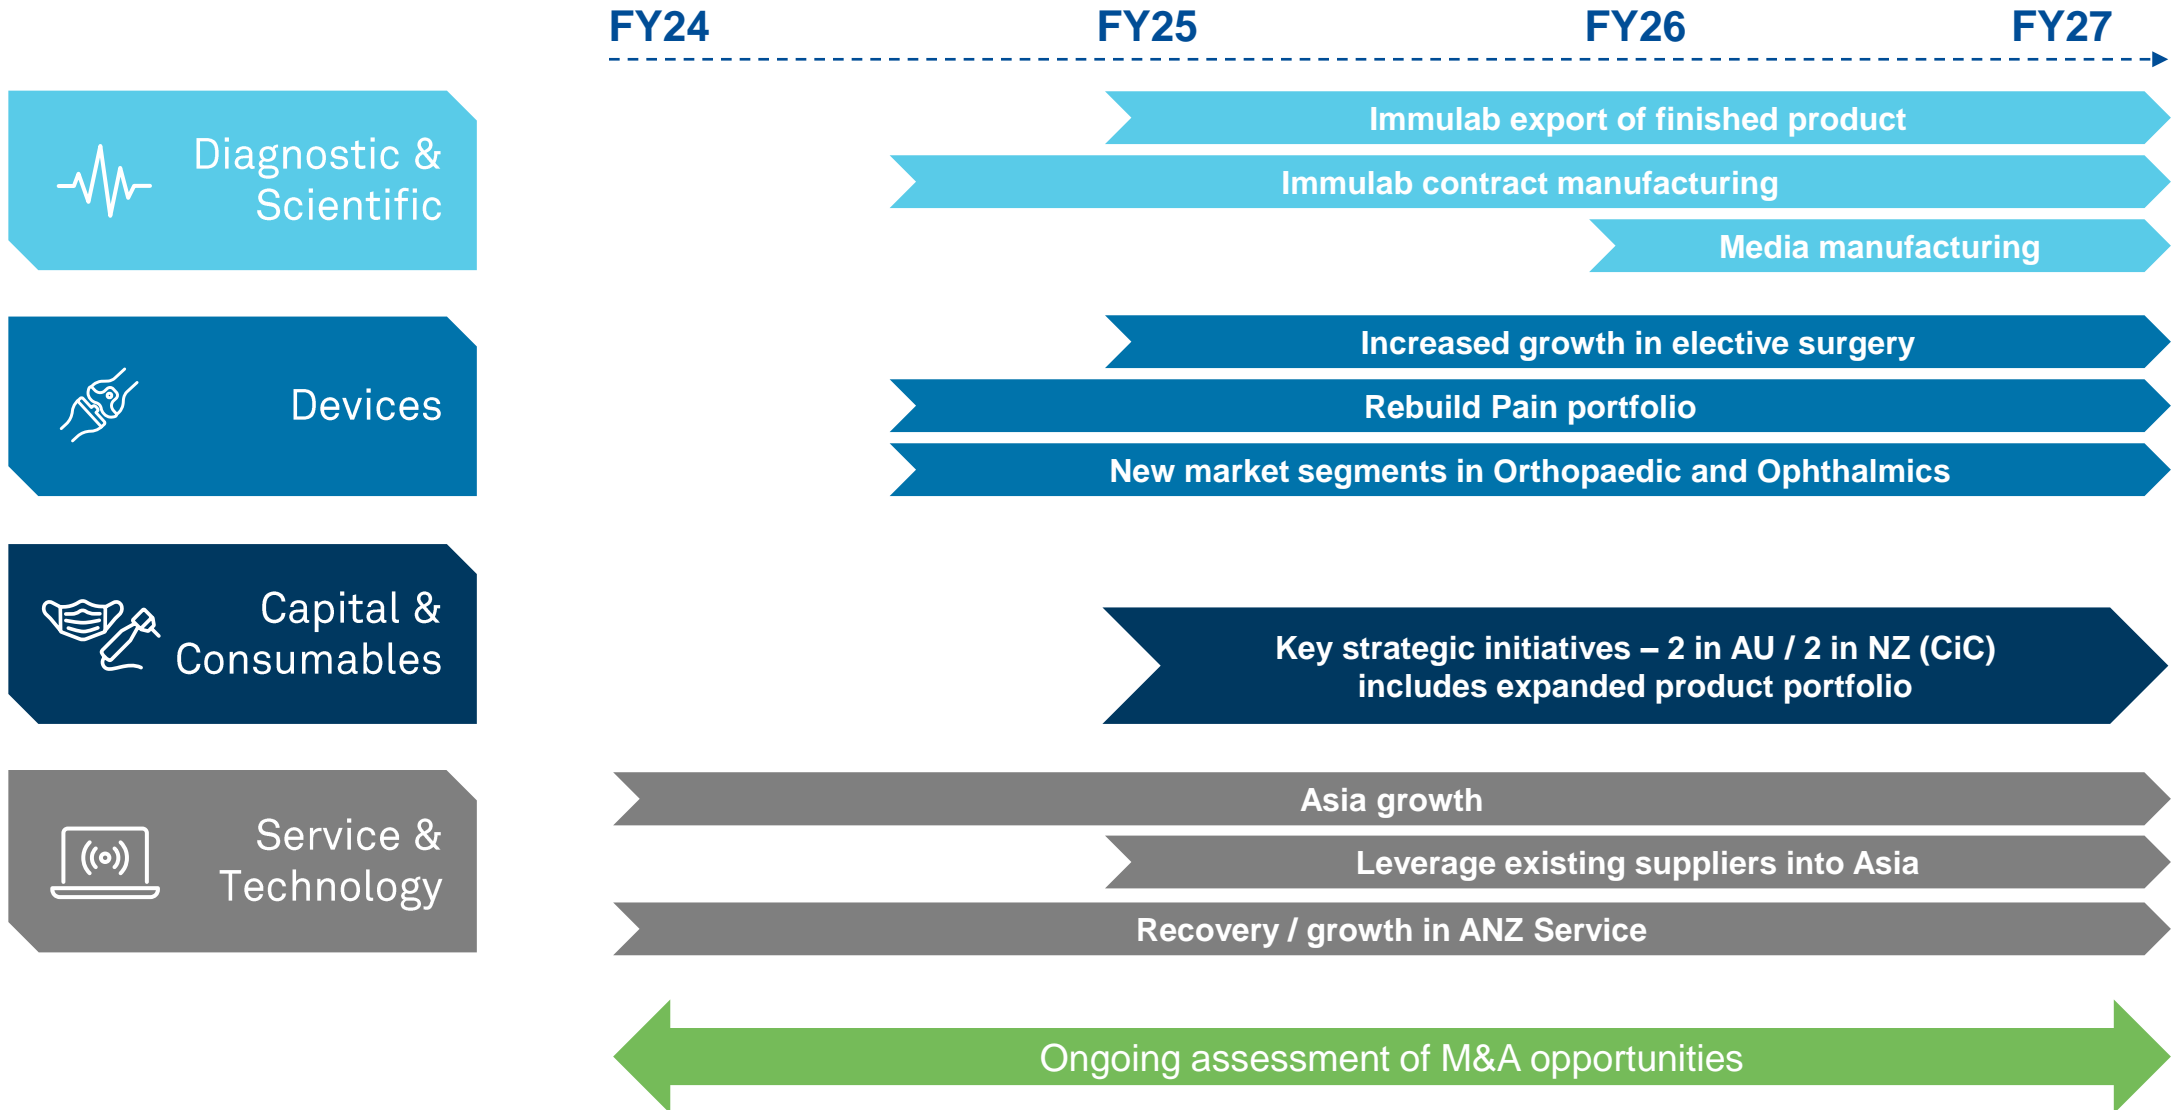 FY24 FY25 FY26 FY27
Diagnostic &
Scientific
Immulab export of finished product
Immulab contract manufacturing
Media manufacturing
Devices
Increased growth in elective surgery
Rebuild Pain portfolio
New market segments in Orthopaedic and Ophthalmics
Capital &
Consumables
Key strategic initiatives – 2 in AU / 2 in NZ (CiC)
includes expanded product portfolio
Service &
Technology
Asia growth
Leverage existing suppliers into Asia
Recovery / growth in ANZ Service
Ongoing assessment of M&A opportunities